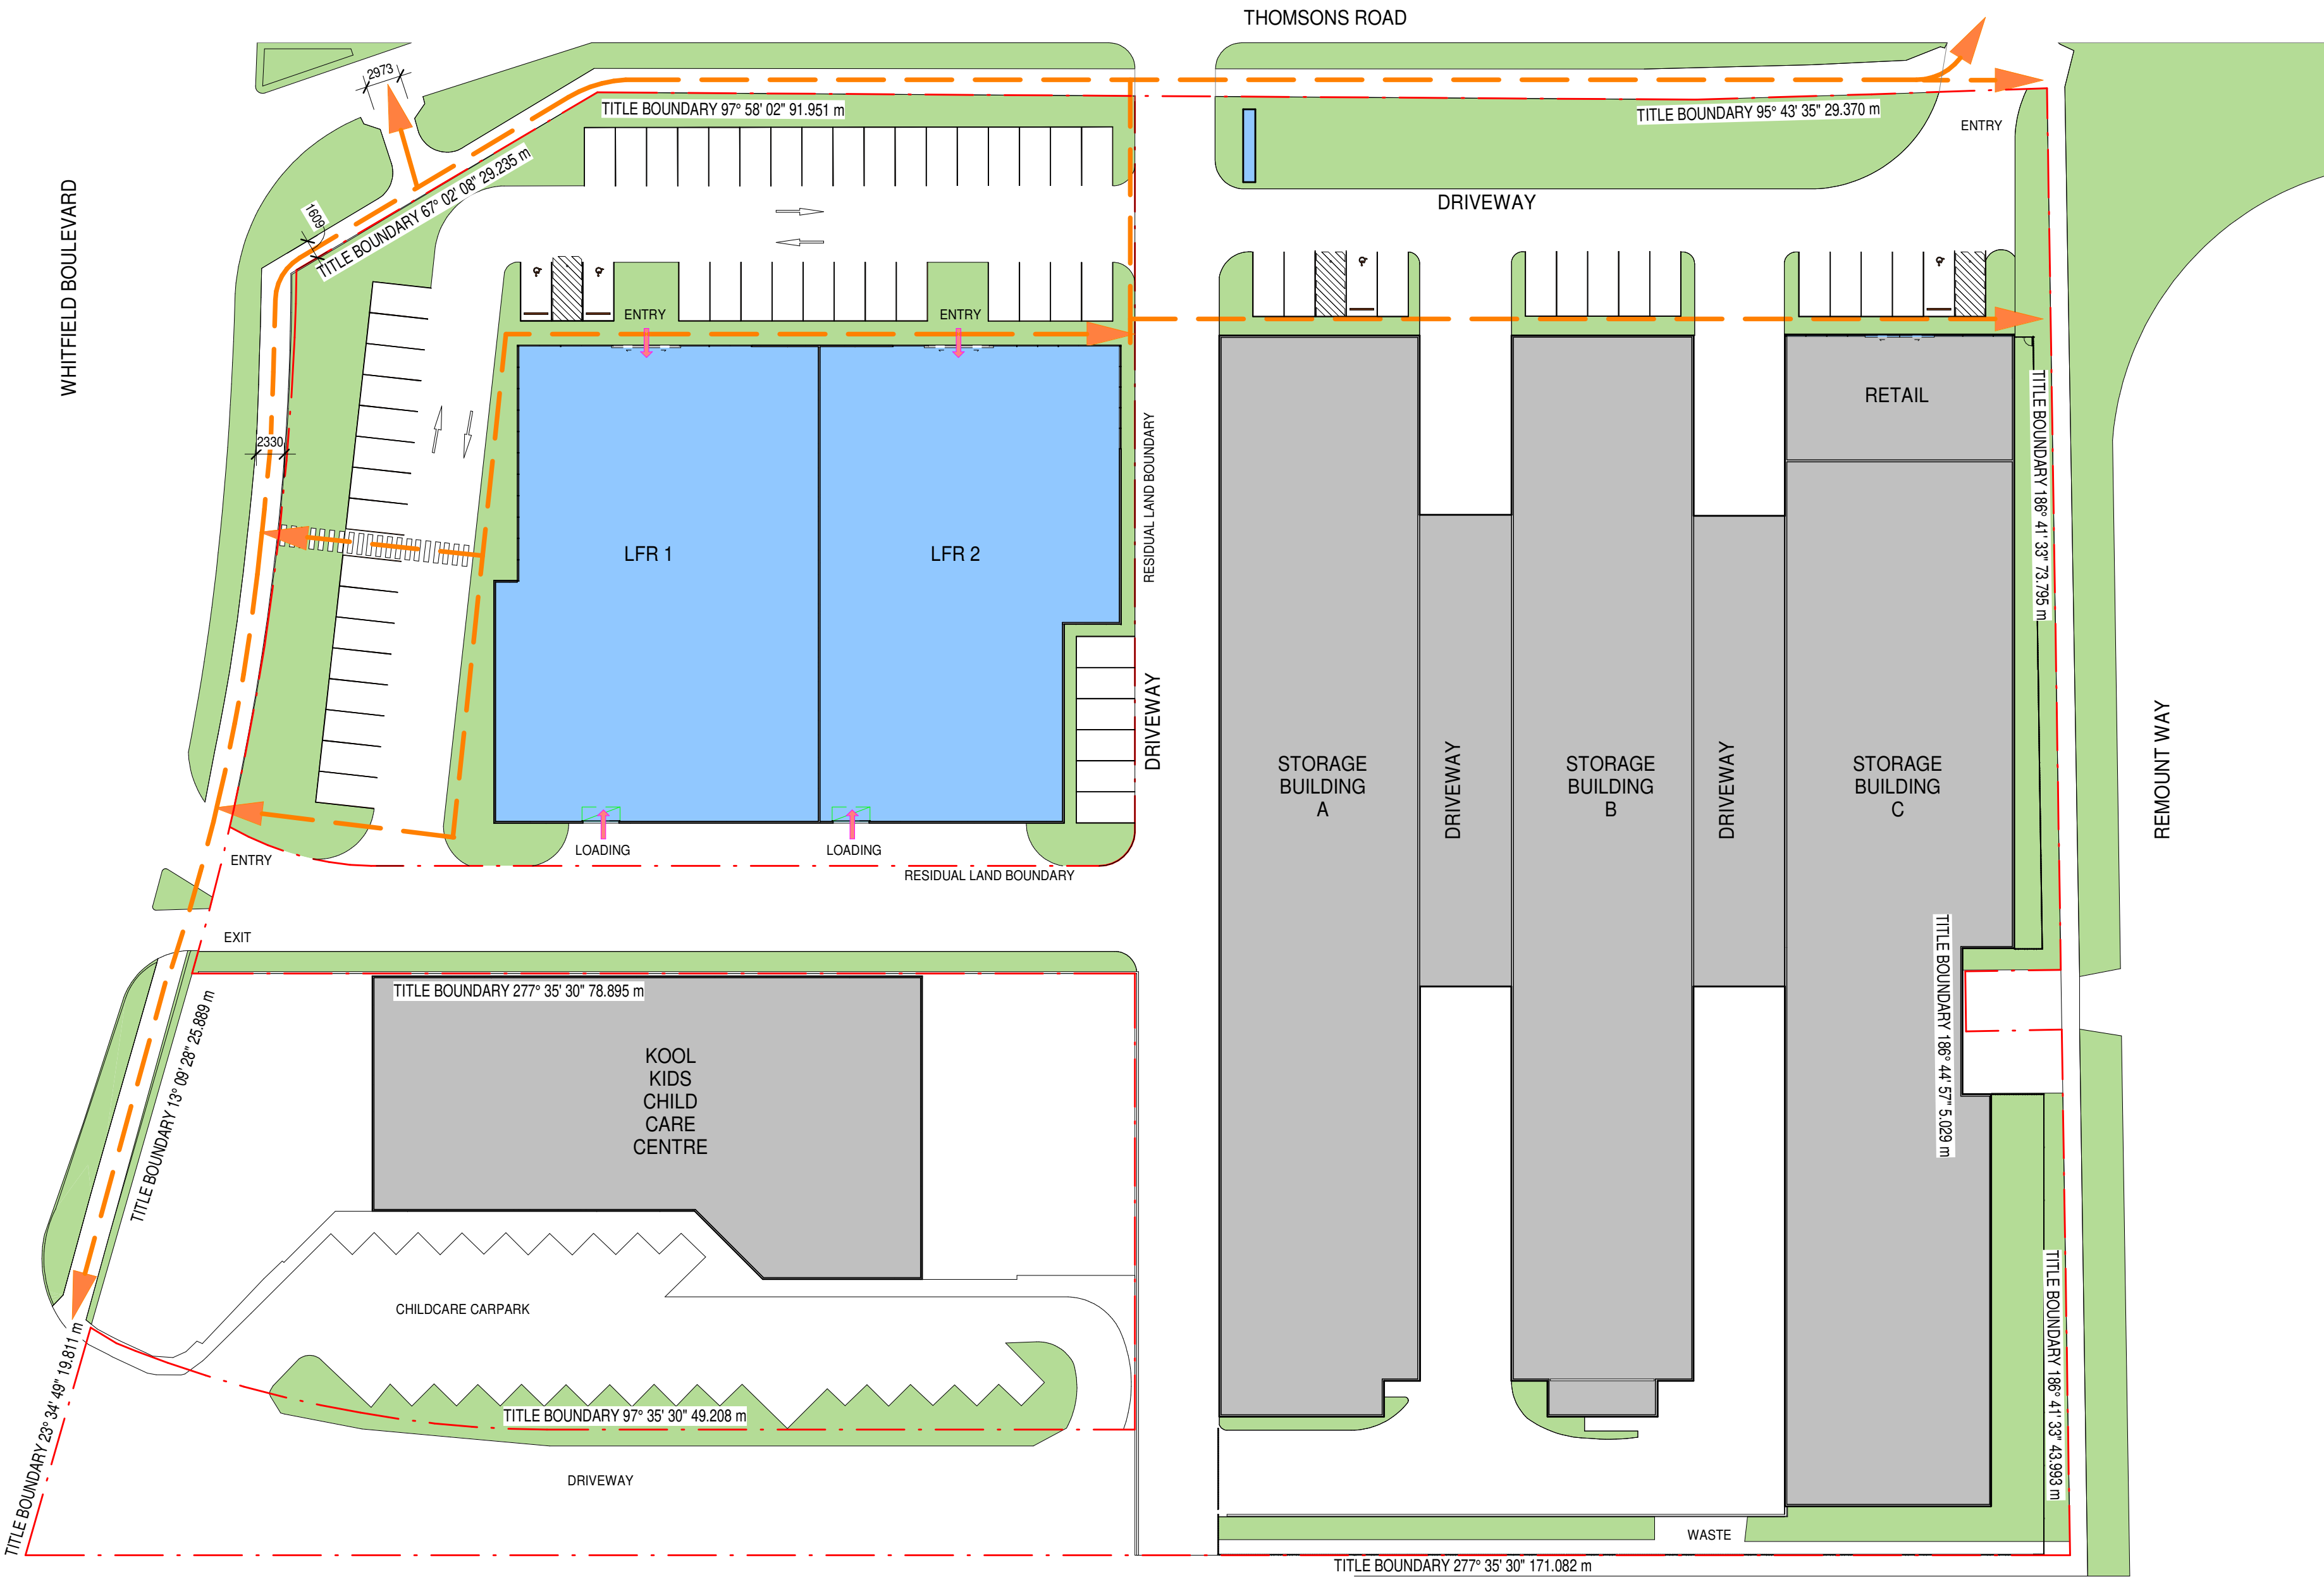 THOMSONS ROAD
2973
TITLE BOUNDARY 97° 58' 02" 91.951 m
TITLE BOUNDARY 95° 43' 35" 29.370 m
ENTRY
TITLE BOUNDARY 67° 02' 08" 29.235 m
1609
WHITFIELD BOULEVARD
DRIVEWAY
ENTRY
ENTRY
2330
RETAIL
TITLE BOUNDARY 186° 41' 33" 73.795 m
RESIDUAL LAND BOUNDARY
LFR 1
LFR 2
DRIVEWAY
STORAGE
BUILDING
A
DRIVEWAY
STORAGE
BUILDING
B
DRIVEWAY
STORAGE
BUILDING
C
REMOUNT WAY
LOADING
LOADING
ENTRY
RESIDUAL LAND BOUNDARY
EXIT
TITLE BOUNDARY 277° 35' 30" 78.895 m
TITLE BOUNDARY 13° 09' 28" 25.889 m
TITLE BOUNDARY 186° 44' 57" 5.029 m
KOOL
KIDS
CHILD
CARE
CENTRE
CHILDCARE CARPARK
TITLE BOUNDARY 23° 34' 49" 19.811 m
TITLE BOUNDARY 97° 35' 30" 49.208 m
TITLE BOUNDARY 186° 41' 33" 43.993 m
DRIVEWAY
WASTE
TITLE BOUNDARY 277° 35' 30" 171.082 m